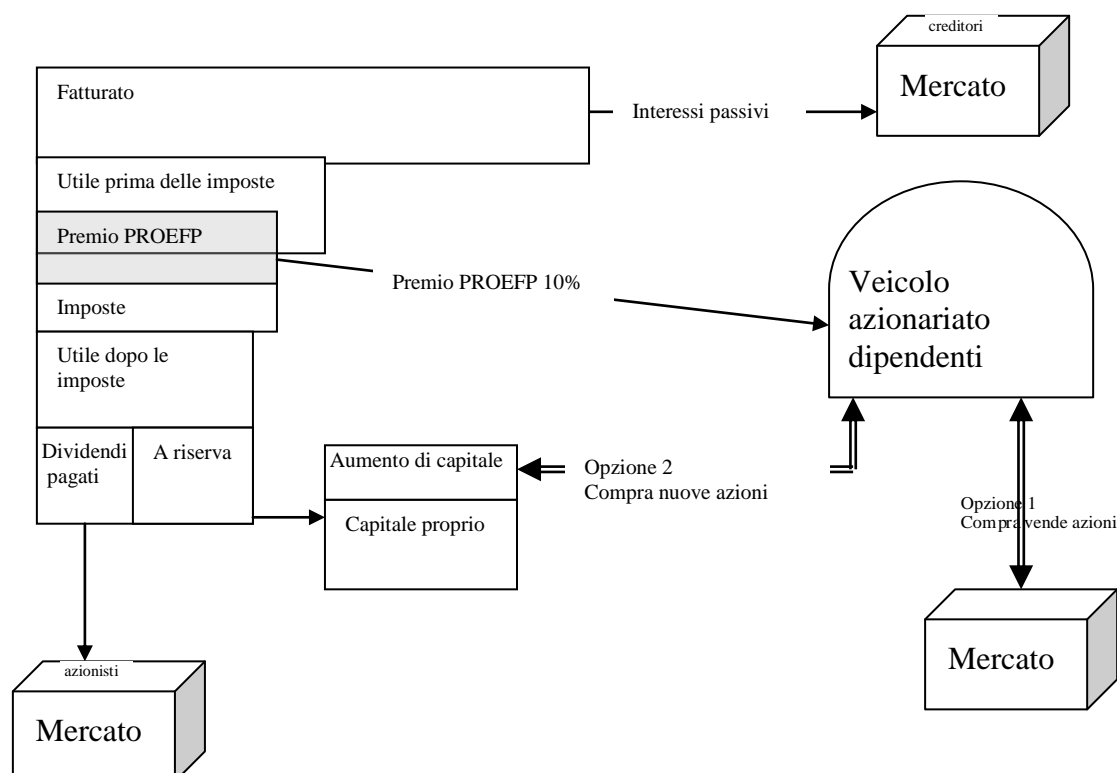 creditori
Mercato
Fatturato
Interessi passivi
Utile prima delle imposte
Premio PROEFP
Premio PROEFP 10%
Imposte
Veicolo
azionariato
dipendenti
Utile dopo le
imposte
Dividendi
pagati
A riserva
Aumento di capitale
Capitale proprio
Opzione 2
Compra nuove azioni
Opzione 1
Compra vende azioni
Mercato
azionisti
Mercato